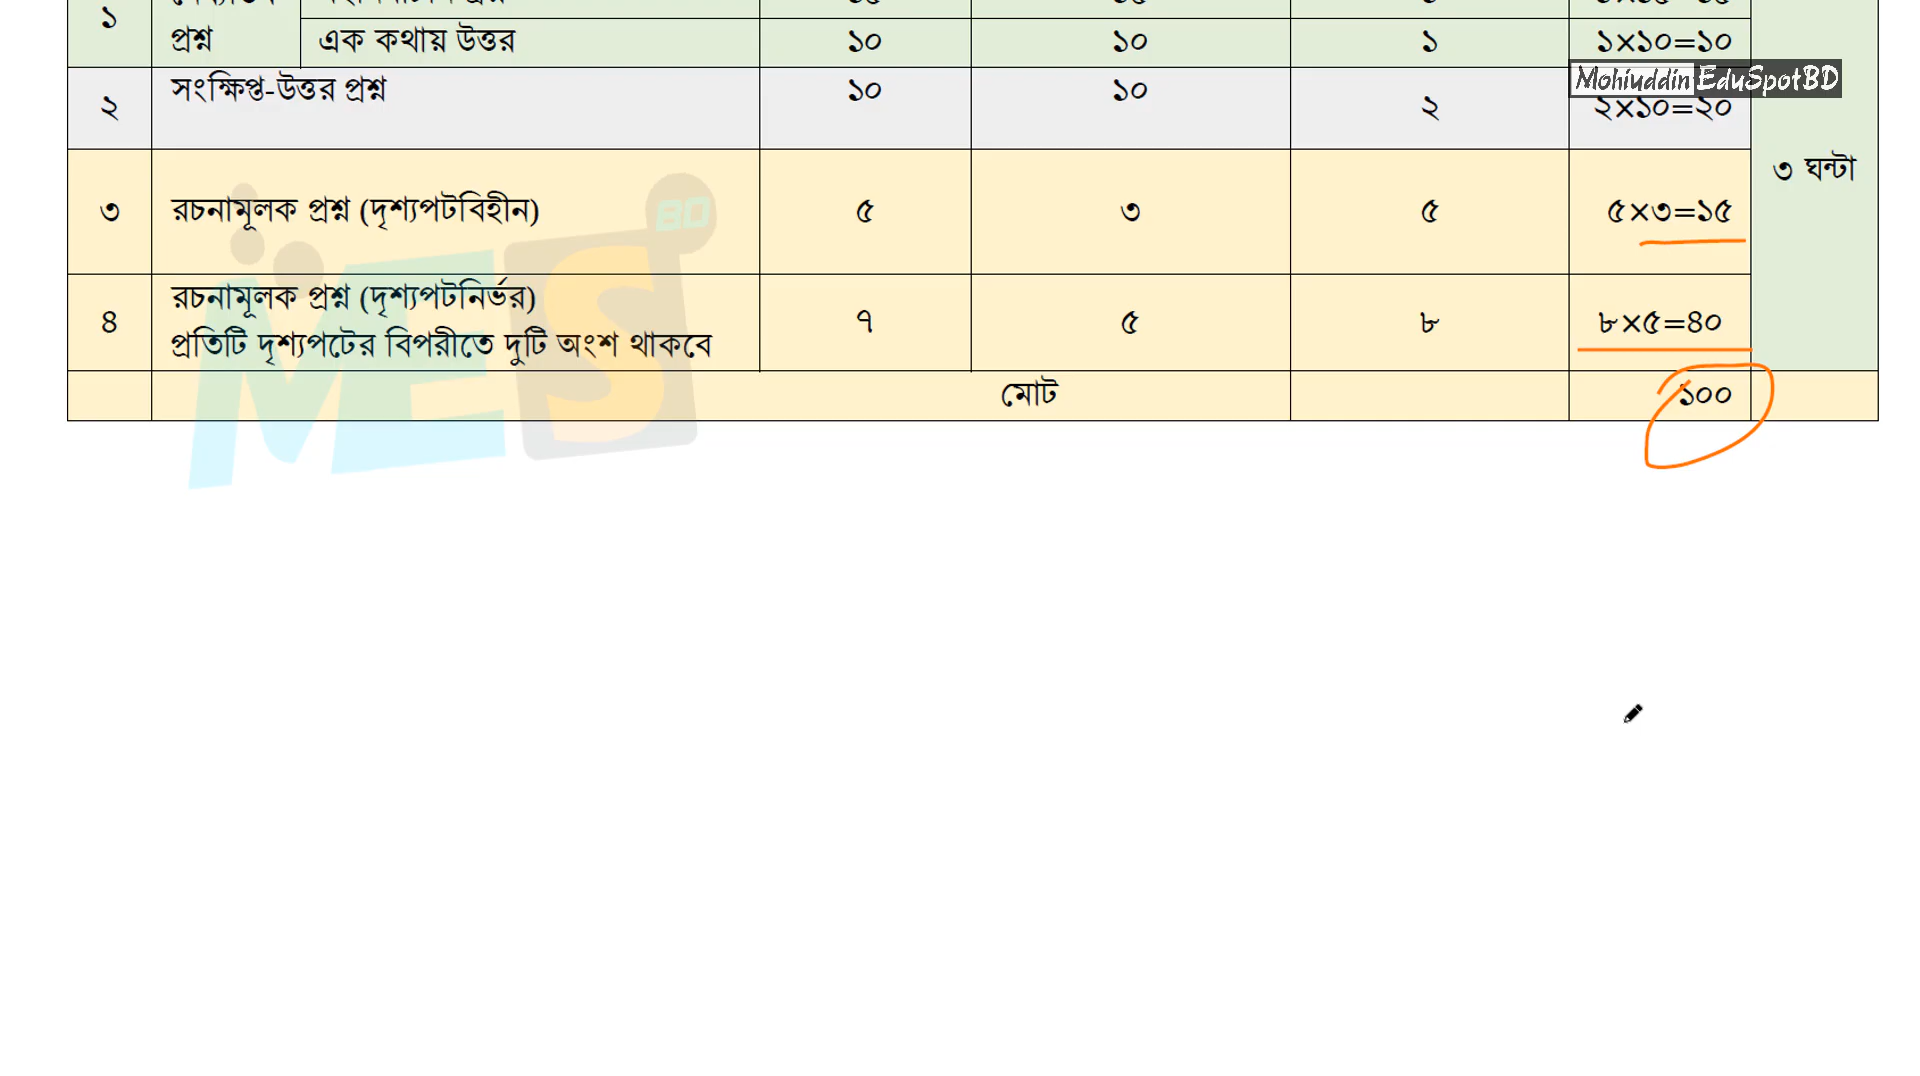 ১ প্রশ্ন এক কথায় উত্তর ১০ ১০ ১ ১×১০=১০
Mohiuddin EduSpotBD
২ সংক্ষিপ্ত-উত্তর প্রশ্ন ১০ ১০ ২ ২×১০=২০
৩ ঘন্টা
৩ রচনামূলক প্রশ্ন (দৃশ্যপটবিহীন) ৫ ৩ ৫ ৫×৩=১৫
৪ রচনামূলক প্রশ্ন (দৃশ্যপটনির্ভর) ৭ ৫ ৮ ৮×৫=৪০
প্রতিটি দৃশ্যপটের বিপরীতে দুটি অংশ থাকবে
মোট ১০০
MES BD